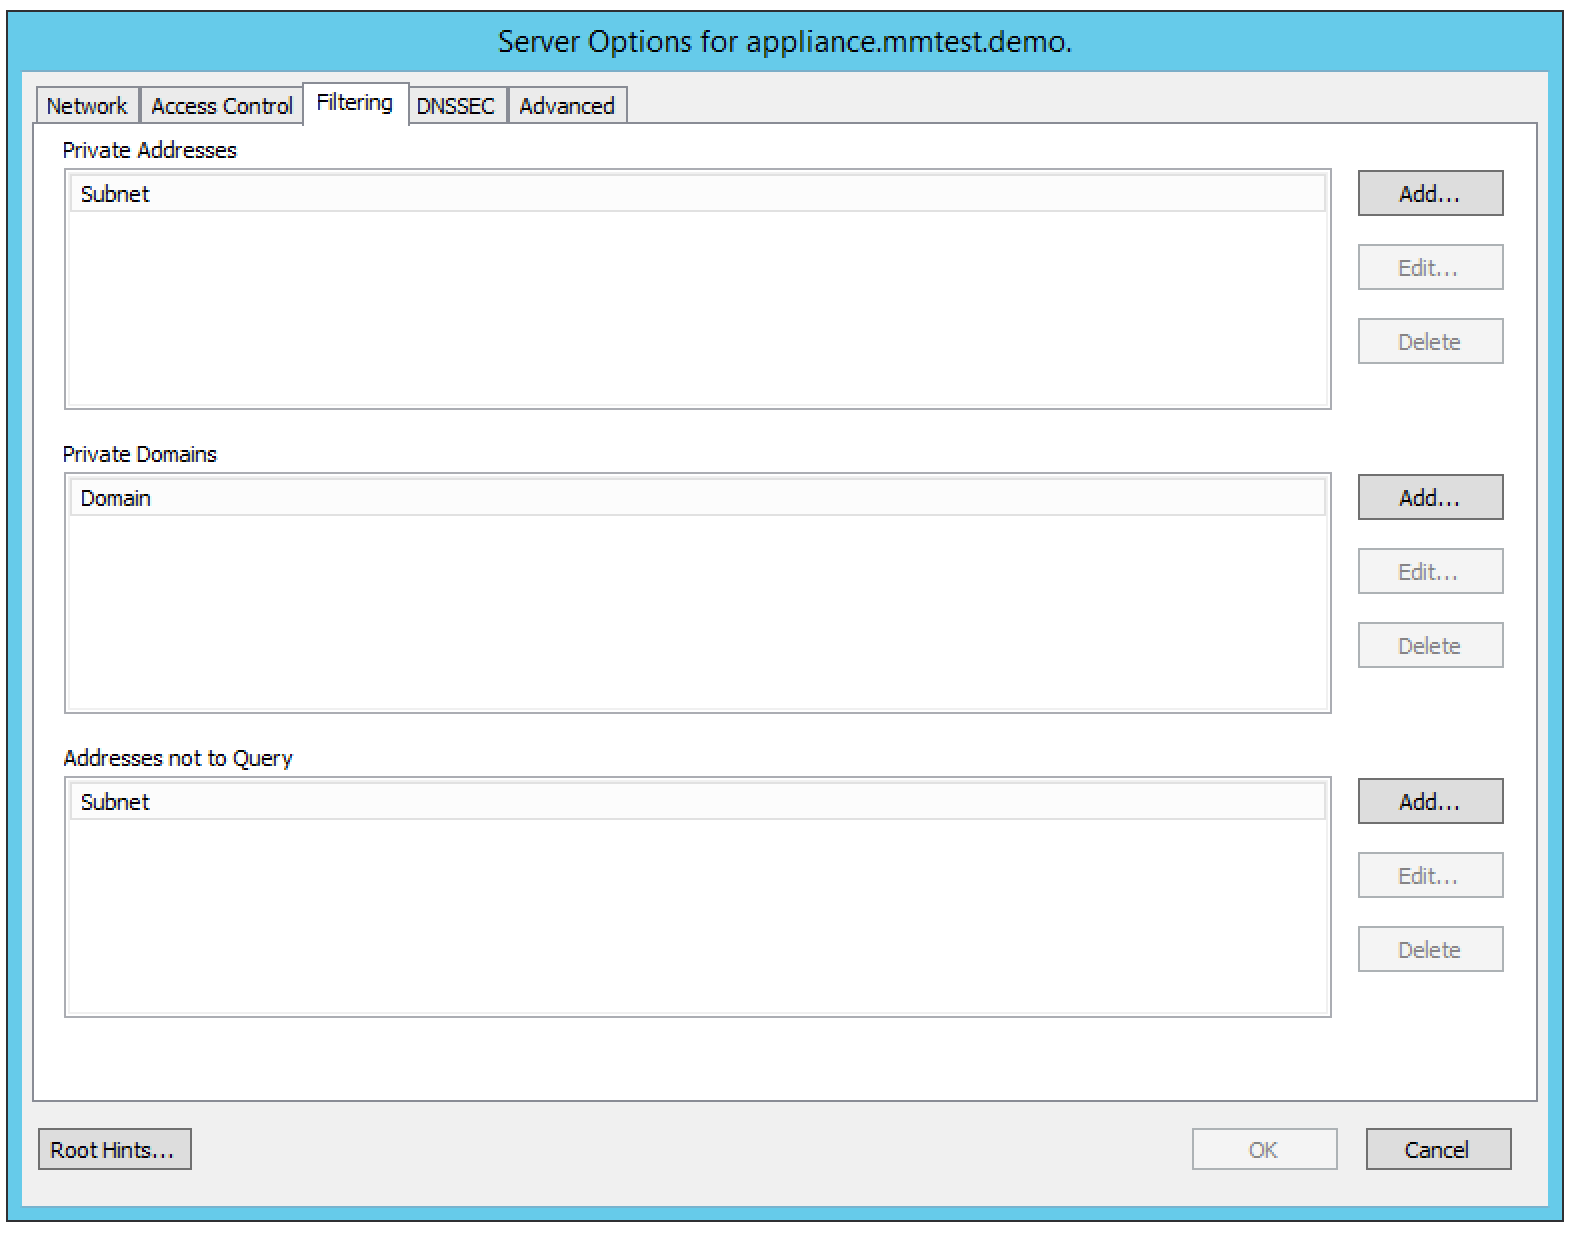 Server Options for appliance.mmtest.demo.
Network Access Control Filtering DNSSEC Advanced
Private Addresses
Subnet
Add...
Edit...
Delete
Private Domains
Domain
Add...
Edit...
Delete
Addresses not to Query
Subnet
Add...
Edit...
Delete
Root Hints... OK Cancel